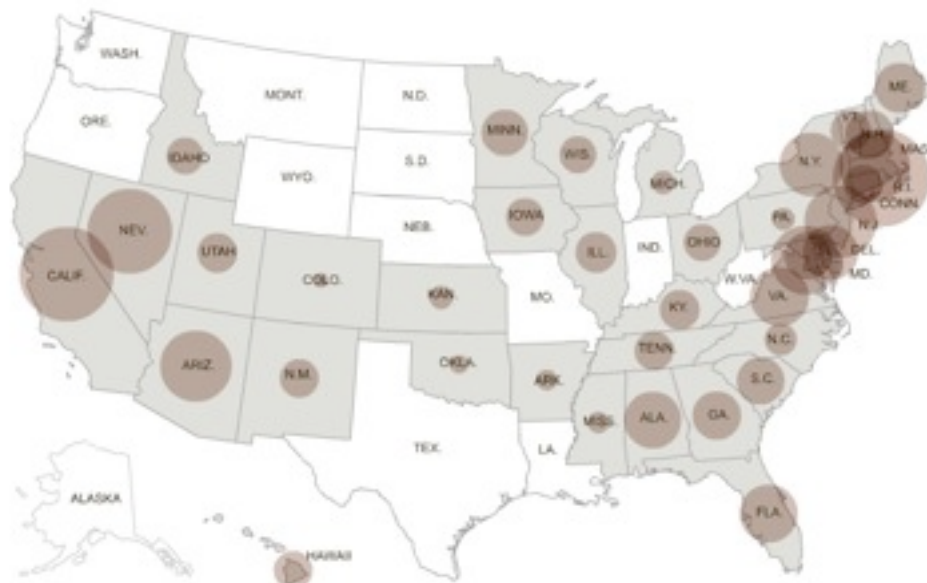 WASH.
MONT.
N.D.
MINN.
ME.
VT.
N.H.
ORE.
IDAHO
S.D.
WIS.
MICH.
N.Y.
MAS
R.I.
CONN.
WYO.
NEB.
IOWA
PA.
N.J.
NEV.
UTAH
COLO.
ILL.
IND.
OHIO
DEL.
MD.
CALIF.
KAN.
MO.
W.VA.
VA.
KY.
N.C.
TENN.
ARIZ.
N.M.
OKLA.
ARK.
S.C.
MISS.
ALA.
GA.
TEX.
LA.
ALASKA
FLA.
HAWAII